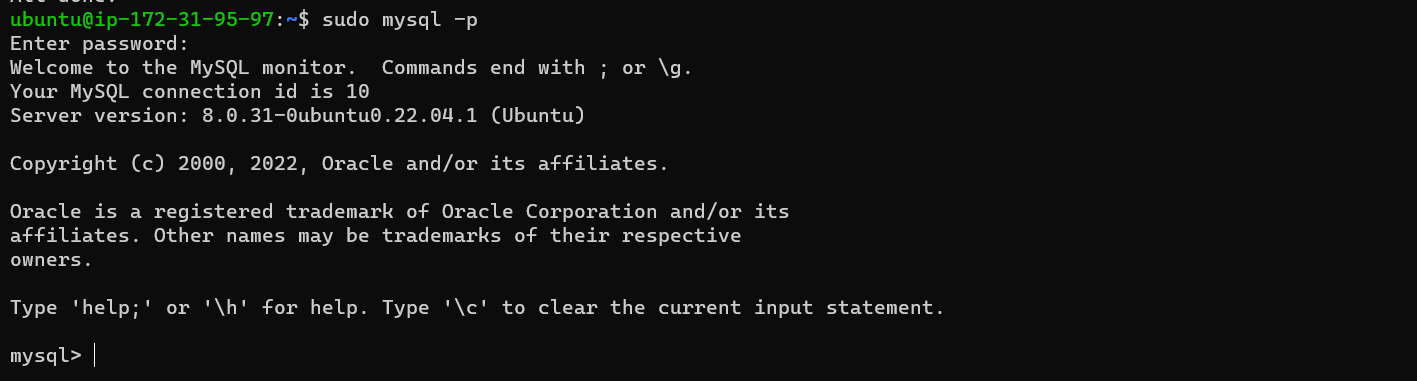 All done!
ubuntu@ip-172-31-95-97:~$ sudo mysql -p
Enter password:
Welcome to the MySQL monitor.  Commands end with ; or \g.
Your MySQL connection id is 10
Server version: 8.0.31-0ubuntu0.22.04.1 (Ubuntu)

Copyright (c) 2000, 2022, Oracle and/or its affiliates.

Oracle is a registered trademark of Oracle Corporation and/or its
affiliates. Other names may be trademarks of their respective
owners.

Type 'help;' or '\h' for help. Type '\c' to clear the current input statement.

mysql>